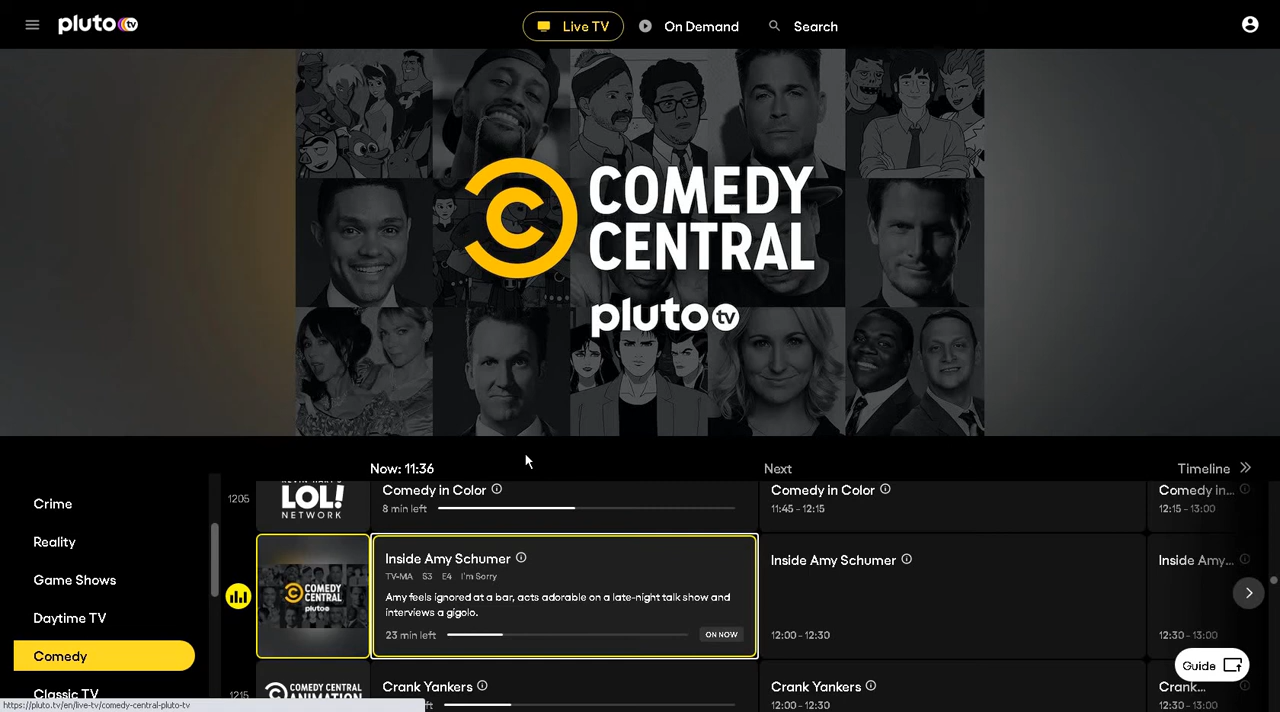 pluto tv
Live TV
On Demand
Search
COMEDY
CENTRAL
pluto tv
Now: 11:36
Next
Timeline
Crime
Reality
Game Shows
Daytime TV
Comedy
Classic TV
1205
KEVIN HART'S
LOL!
NETWORK
Comedy in Color
8 min left
Comedy in Color
11:45 - 12:15
Comedy in...
12:15 - 13:00
COMEDY
CENTRAL
pluto tv
Inside Amy Schumer
TV-MA S3 E4 I'm Sorry
Amy feels ignored at a bar, acts adorable on a late-night talk show and
interviews a gigolo.
23 min left
ON NOW
Inside Amy Schumer
12:00 - 12:30
Inside Amy...
12:30 - 13:00
Guide
1215
COMEDY CENTRAL
ANIMATION
Crank Yankers
ft
Crank Yankers
12:00 - 12:30
Crank...
12:30 - 13:00
https://pluto.tv/en/live-tv/comedy-central-pluto-tv